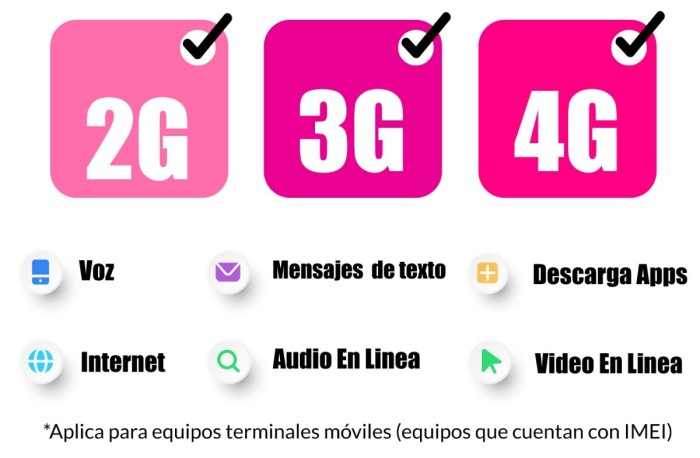 2G 3G 4G
Voz Mensajes de texto Descarga Apps
Internet Audio En Linea Video En Linea
*Aplica para equipos terminales móviles (equipos que cuentan con IMEI)